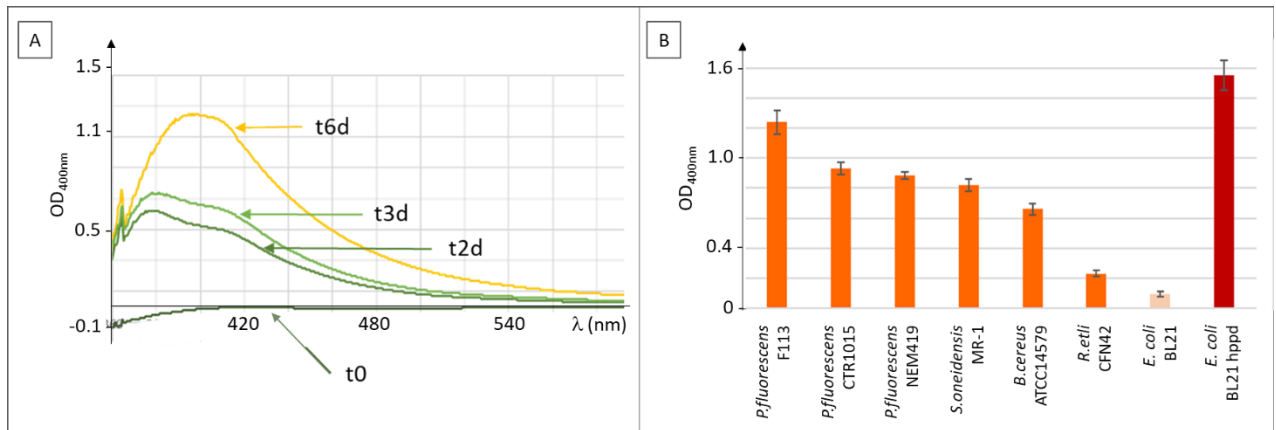 A
1.5
1.1
0.5
-0.1
OD400nm
t6d
t3d
t2d
t0
420
480
540
λ (nm)
B
1.6
1.0
0.4
0
OD400nm
P.fluorescens
F113
P.fluorescens
CTR1015
P.fluorescens
NEM419
S.oneidensis
MR-1
B.cereus
ATCC14579
R.etli
CFN42
E. coli
BL21
E. coli
BL21 hppd